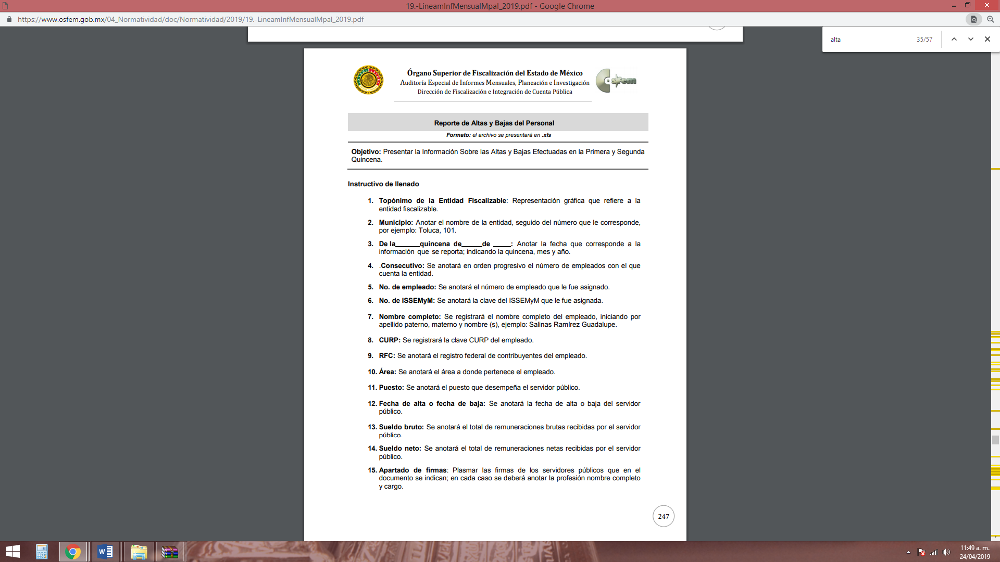 19.-LineamInfMensualMpal_2019.pdf - Google Chrome
https://www.osfem.gob.mx/04_Normatividad/doc/Normatividad/2019/19.-LineamInfMensualMpal_2019.pdf
alta 35/57
Órgano Superior de Fiscalización del Estado de México
Auditoría Especial de Informes Mensuales, Planeación e Investigación
Dirección de Fiscalización e Integración de Cuenta Pública
osfem
Reporte de Altas y Bajas del Personal
Formato: el archivo se presentará en .xls
Objetivo: Presentar la Información Sobre las Altas y Bajas Efectuadas en la Primera y Segunda
Quincena.
Instructivo de llenado
1. Topónimo de la Entidad Fiscalizable: Representación gráfica que refiere a la
entidad fiscalizable.
2. Municipio: Anotar el nombre de la entidad, seguido del número que le corresponde,
por ejemplo: Toluca, 101.
3. De la______quincena de_____de ____: Anotar la fecha que corresponde a la
información que se reporta; indicando la quincena, mes y año.
4. .Consecutivo: Se anotará en orden progresivo el número de empleados con el que
cuenta la entidad.
5. No. de empleado: Se anotará el número de empleado que le fue asignado.
6. No. de ISSEMyM: Se anotará la clave del ISSEMyM que le fue asignada.
7. Nombre completo: Se registrará el nombre completo del empleado, iniciando por
apellido paterno, materno y nombre (s), ejemplo: Salinas Ramírez Guadalupe.
8. CURP: Se registrará la clave CURP del empleado.
9. RFC: Se anotará el registro federal de contribuyentes del empleado.
10. Área: Se anotará el área a donde pertenece el empleado.
11. Puesto: Se anotará el puesto que desempeña el servidor público.
12. Fecha de alta o fecha de baja: Se anotará la fecha de alta o baja del servidor
público.
13. Sueldo bruto: Se anotará el total de remuneraciones brutas recibidas por el servidor
público.
14. Sueldo neto: Se anotará el total de remuneraciones netas recibidas por el servidor
público.
15. Apartado de firmas: Plasmar las firmas de los servidores públicos que en el
documento se indican; en cada caso se deberá anotar la profesión nombre completo
y cargo.
247
11:49 a. m.
24/04/2019